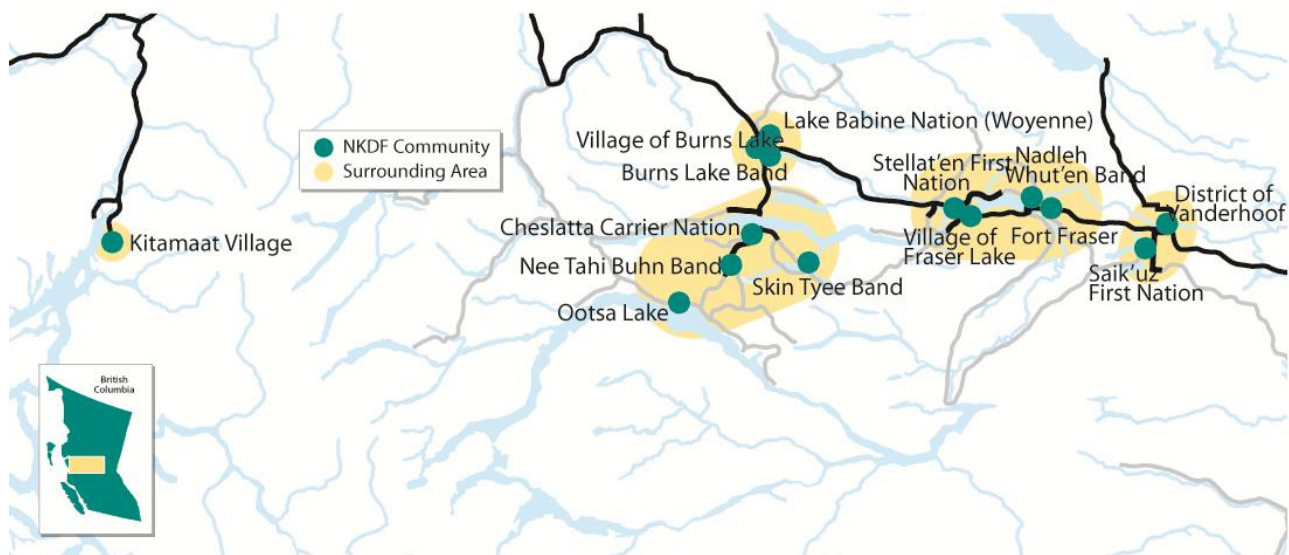 Lake Babine Nation (Woyenne)
Village of Burns Lake
Burns Lake Band
NKDF Community
Surrounding Area
Stellat'en First
Nation
Nadleh
Whut'en Band
District of
Vanderhoof
Kitamaat Village
Cheslatta Carrier Nation
Village of
Fraser Lake
Fort Fraser
Nee Tahi Buhn Band
Skin Tyee Band
Saik'uz
First Nation
Ootsa Lake
British
Columbia